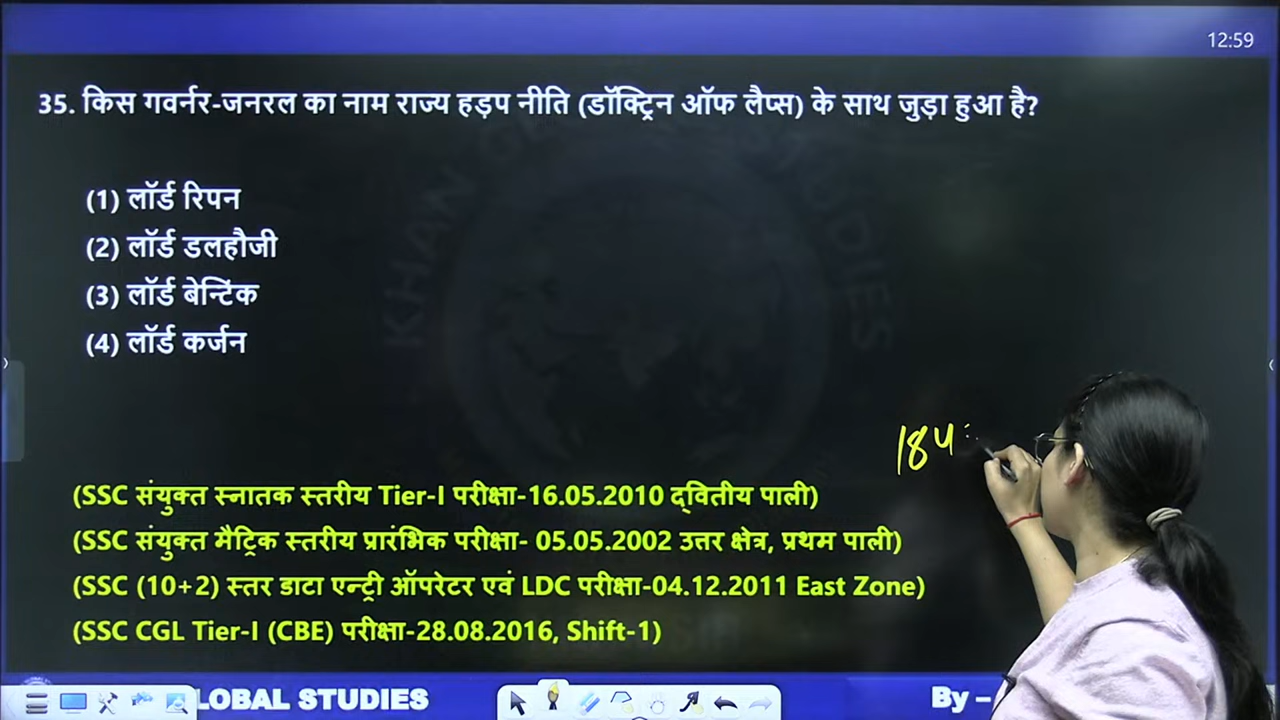 12:59
35. किस गवर्नर-जनरल का नाम राज्य हड़प नीति (डॉक्ट्रिन ऑफ लैप्स) के साथ जुड़ा हुआ है?
(1) लॉर्ड रिपन
(2) लॉर्ड डलहौजी
(3) लॉर्ड बेन्टिंक
(4) लॉर्ड कर्जन
184
(SSC संयुक्त स्नातक स्तरीय Tier-I परीक्षा-16.05.2010 द्वितीय पाली)
(SSC संयुक्त मैट्रिक स्तरीय प्रारंभिक परीक्षा- 05.05.2002 उत्तर क्षेत्र, प्रथम पाली)
(SSC (10+2) स्तर डाटा एन्ट्री ऑपरेटर एवं LDC परीक्षा-04.12.2011 East Zone)
(SSC CGL Tier-I (CBE) परीक्षा-28.08.2016, Shift-1)
LOBAL STUDIES
By –